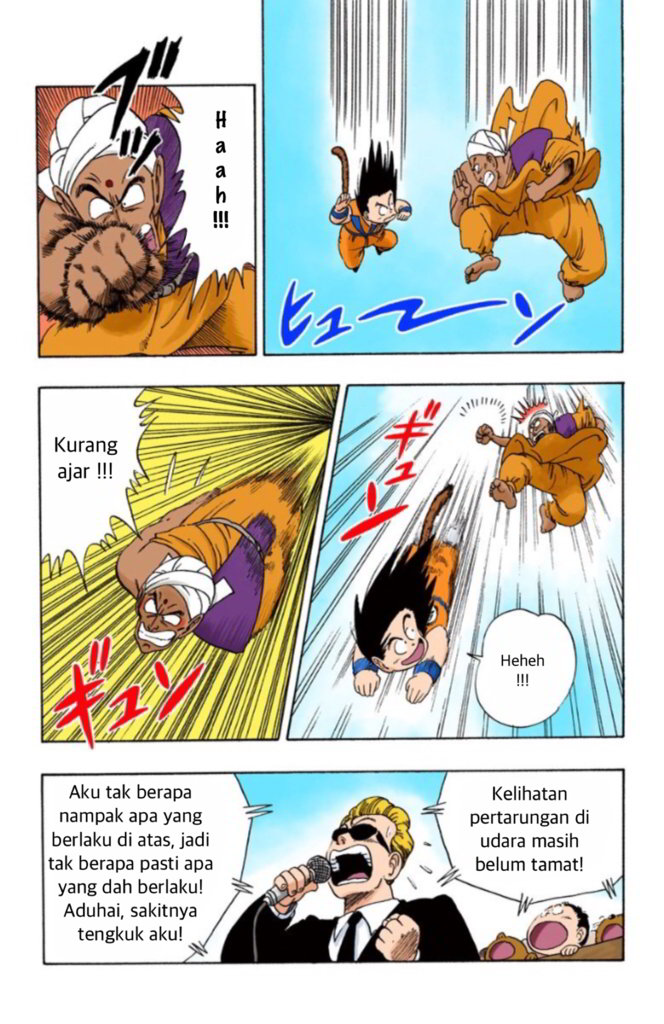 ヒューン
Haah!!!
ギューン
Heheh
!!!
Kurang
ajar !!!
ギュン
Kelihatan
pertarungan di
udara masih
belum tamat!
Aku tak berapa
nampak apa yang
berlaku di atas, jadi
tak berapa pasti apa
yang dah berlaku!
Aduhai, sakitnya
tengkuk aku!